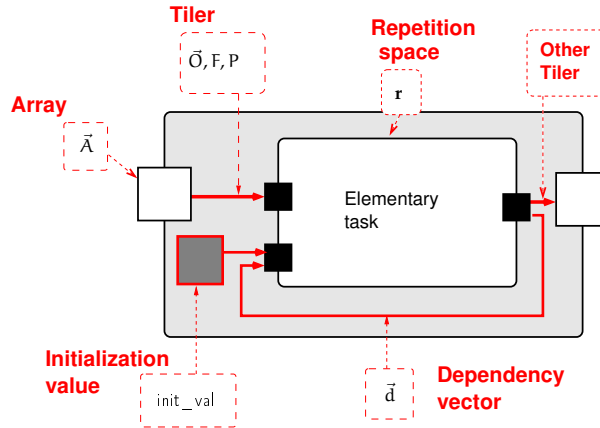 Tiler
O⃗, F, P
Repetition
space
r
Other
Tiler
Array
A⃗
Elementary
task
Initialization
value
init_val
d⃗
Dependency
vector